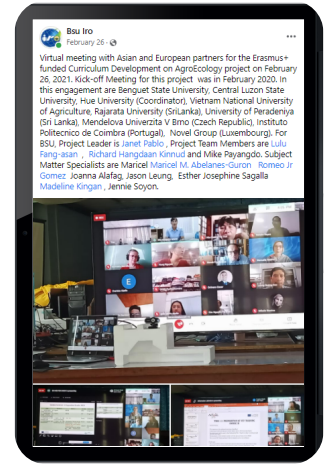 Bsu Iro
February 26 ·
Virtual meeting with Asian and European partners for the Erasmus+
funded Curriculum Development on AgroEcology project on February
26, 2021. Kick-off Meeting for this project was in February 2020. In
this engagement are Benguet State University, Central Luzon State
University, Hue University (Coordinator), Vietnam National University
of Agriculture, Rajarata University (SriLanka), University of Peradeniya
(Sri Lanka), Mendelova Univerzita V Brno (Czech Republic), Instituto
Politecnico de Coimbra (Portugal), Novel Group (Luxembourg). For
BSU, Project Leader is Janet Pablo , Project Team Members are Lulu
Fang-asan , Richard Hangdaan Kinnud and Mike Payangdo. Subject
Matter Specialists are Maricel Maricel M. Abelanes-Guron Romeo Jr
Gomez Joanna Alafag, Jason Leung, Esther Josephine Sagalla
Madeline Kingan , Jennie Soyon.
E